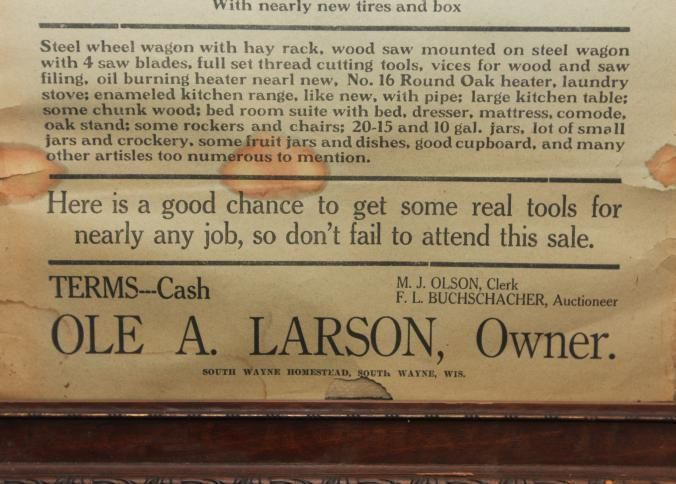 With nearly new tires and box
Steel wheel wagon with hay rack, wood saw mounted on steel wagon
with 4 saw blades, full set thread cutting tools, vices for wood and saw
filing, oil burning heater nearl new, No. 16 Round Oak heater, laundry
stove; enameled kitchen range, like new, with pipe; large kitchen table;
some chunk wood; bed room suite with bed, dresser, mattress, comode,
oak stand; some rockers and chairs; 20-15 and 10 gal. jars, lot of small
jars and crockery, some fruit jars and dishes, good cupboard, and many
other artisles too numerous to mention.
Here is a good chance to get some real tools for
nearly any job, so don't fail to attend this sale.
TERMS---Cash
M. J. OLSON, Clerk
F. L. BUCHSCHACHER, Auctioneer
OLE A. LARSON, Owner.
SOUTH WAYNE HOMESTEAD, SOUTH WAYNE, WIS.